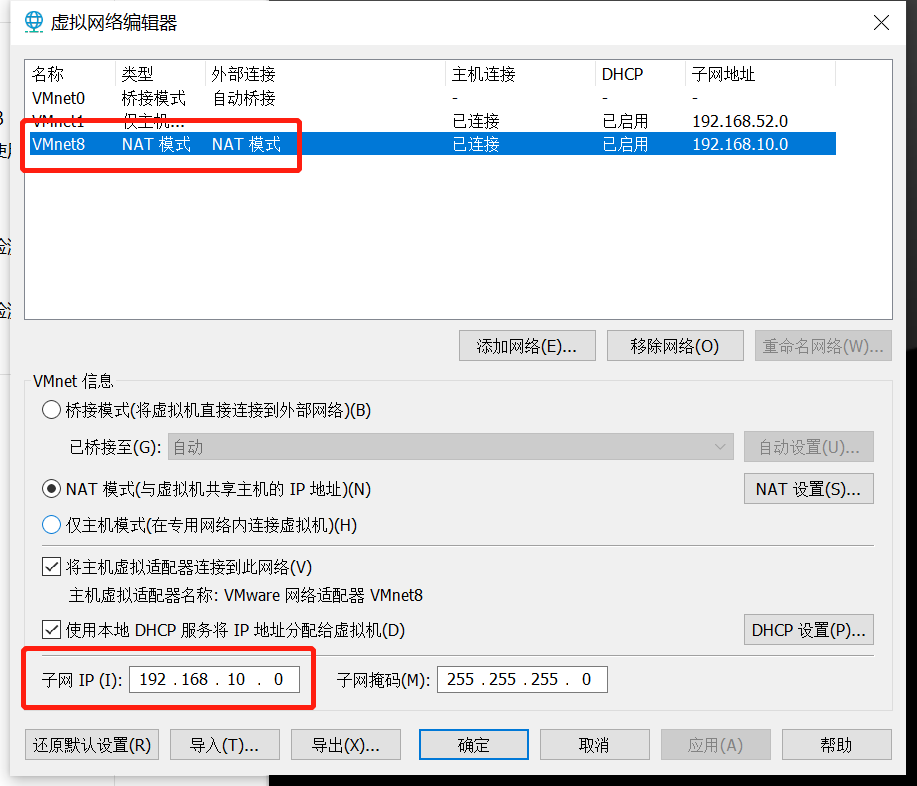 虚拟网络编辑器
名称 类型 外部连接 主机连接 DHCP 子网地址
VMnet0 桥接模式 自动桥接 - - -
VMnet1 仅主机... 已连接 已启用 192.168.52.0
VMnet8 NAT 模式 NAT 模式 已连接 已启用 192.168.10.0
添加网络(E)... 移除网络(O) 重命名网络(W)...
VMnet 信息
桥接模式(将虚拟机直接连接到外部网络)(B)
已桥接至(G): 自动 自动设置(U)...
NAT 模式(与虚拟机共享主机的 IP 地址)(N) NAT 设置(S)...
仅主机模式(在专用网络内连接虚拟机)(H)
将主机虚拟适配器连接到此网络(V)
主机虚拟适配器名称: VMware 网络适配器 VMnet8
使用本地 DHCP 服务将 IP 地址分配给虚拟机(D) DHCP 设置(P)...
子网 IP (I): 192 . 168 . 10 . 0 子网掩码(M): 255 . 255 . 255 . 0
还原默认设置(R) 导入(T)... 导出(X)... 确定 取消 应用(A) 帮助